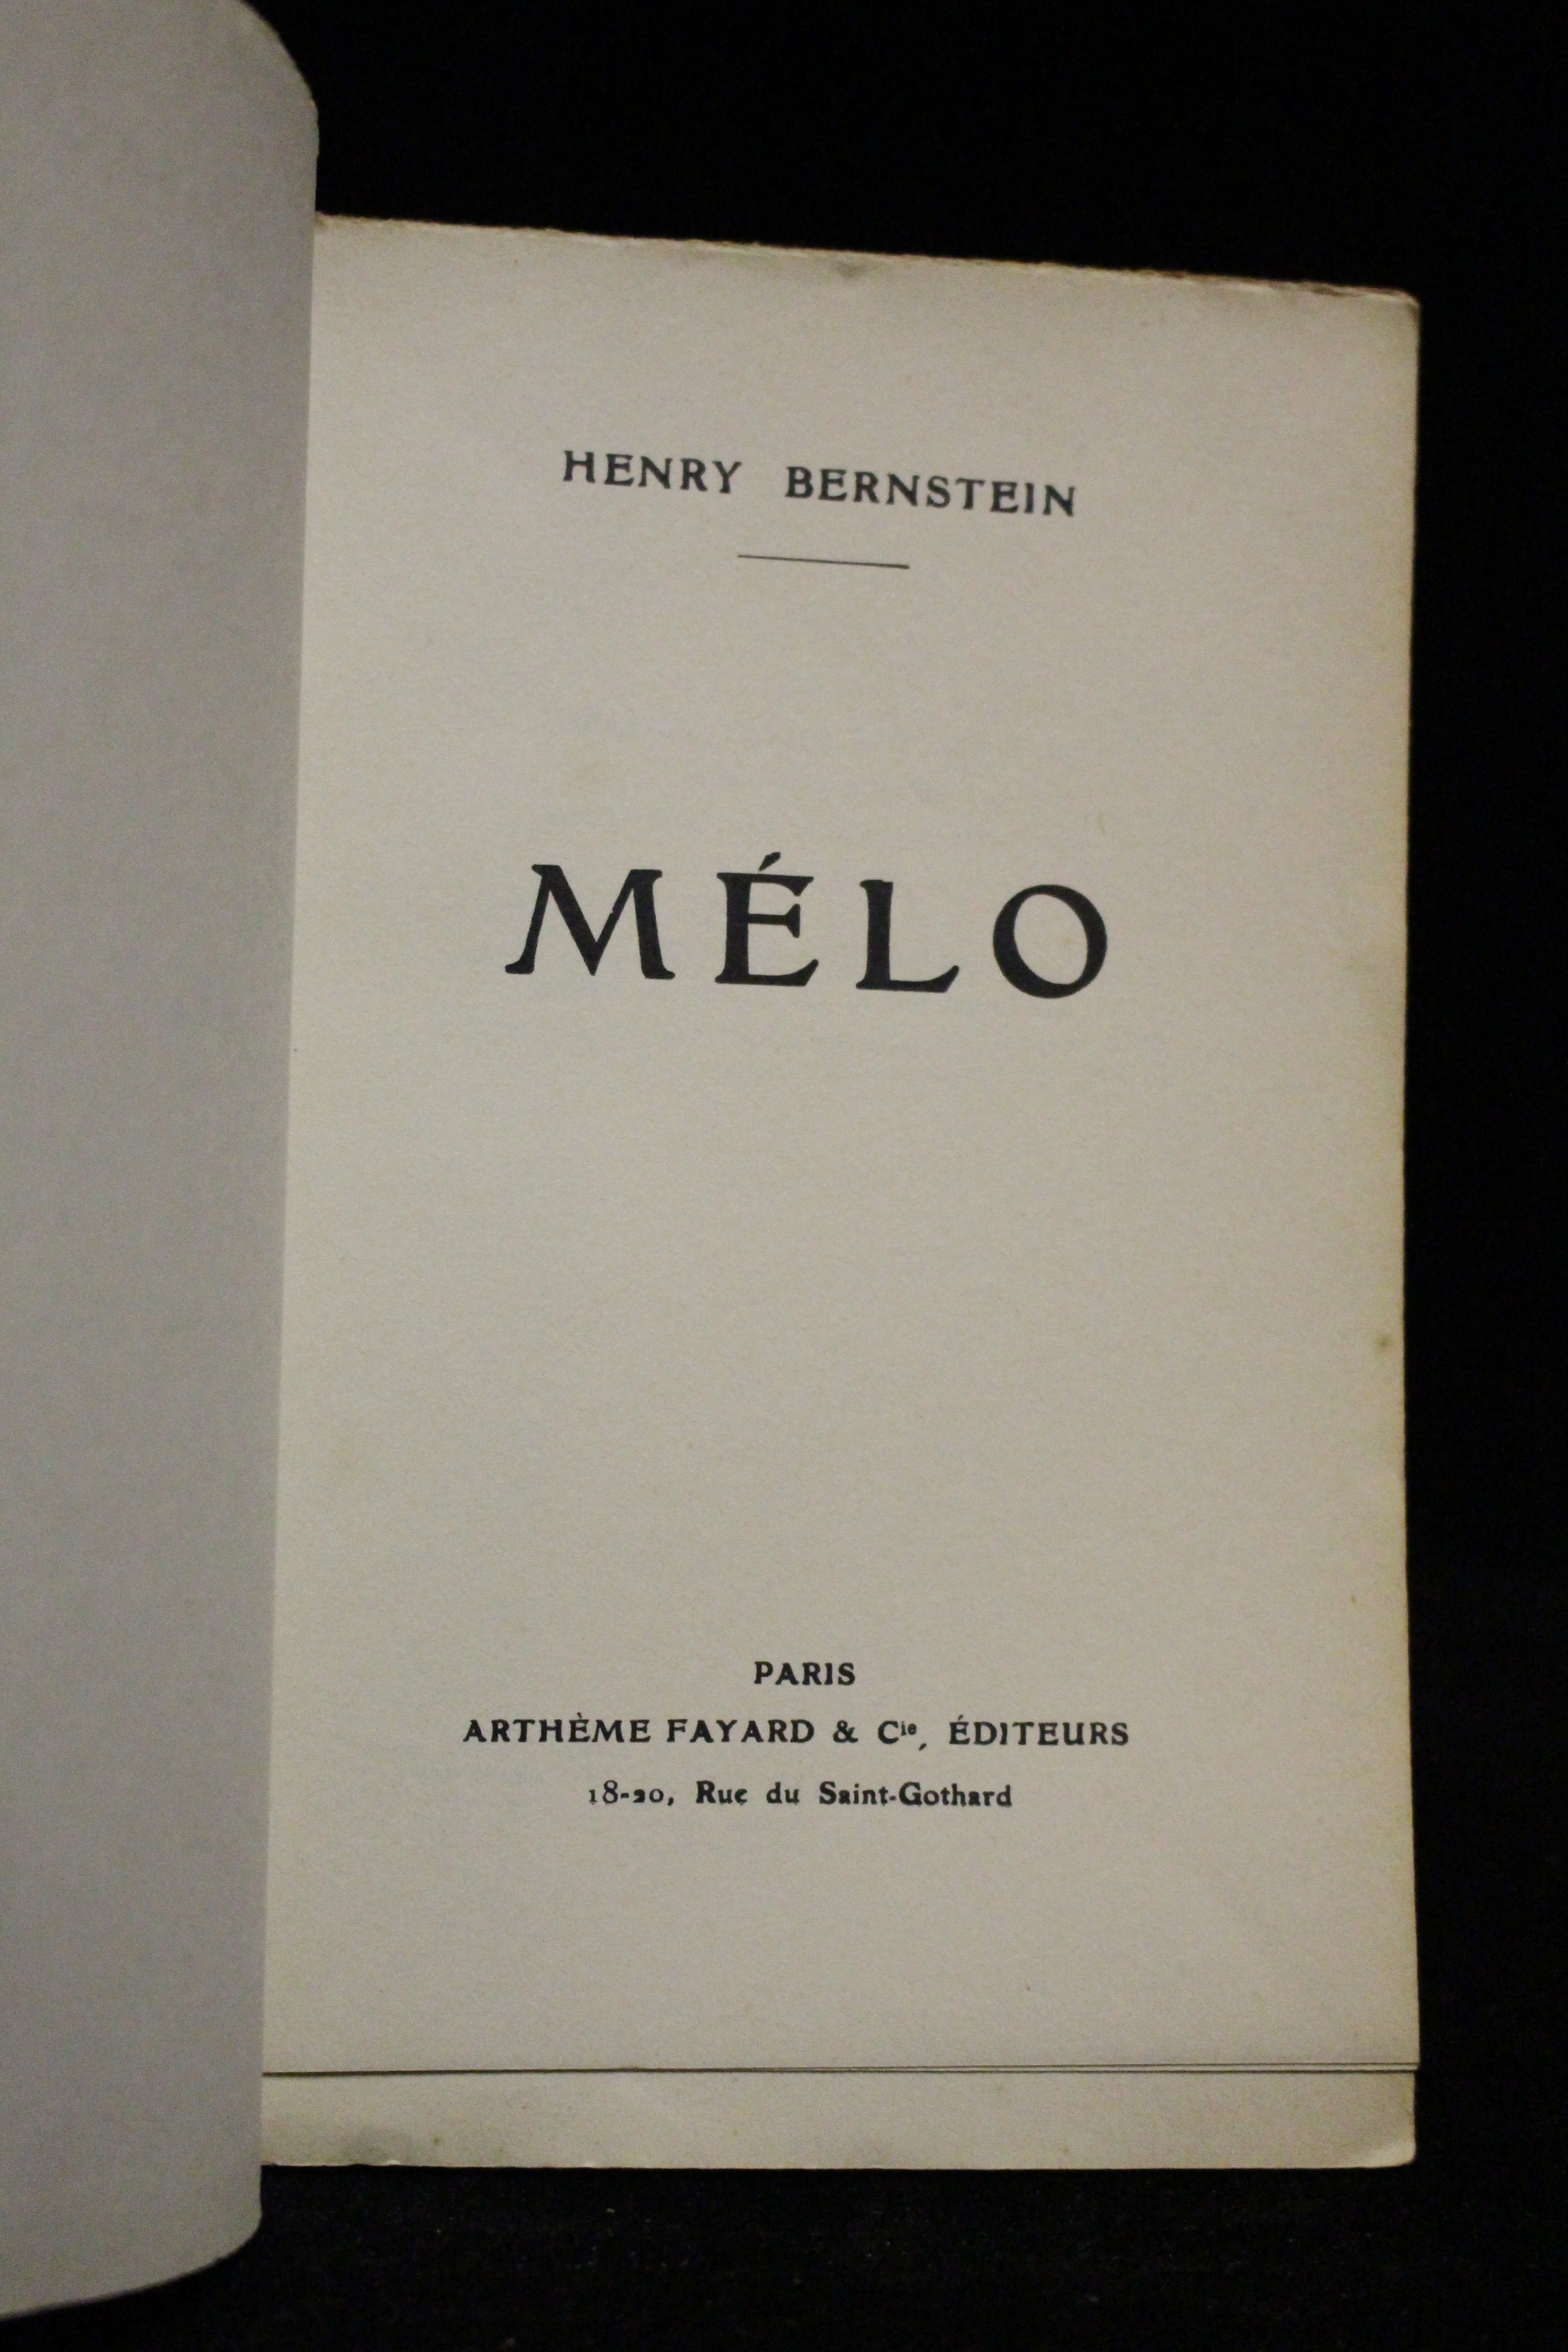 HENRY BERNSTEIN
MÉLO
PARIS
ARTHÈME FAYARD & Cie, ÉDITEURS
18-20, Rue du Saint-Gothard